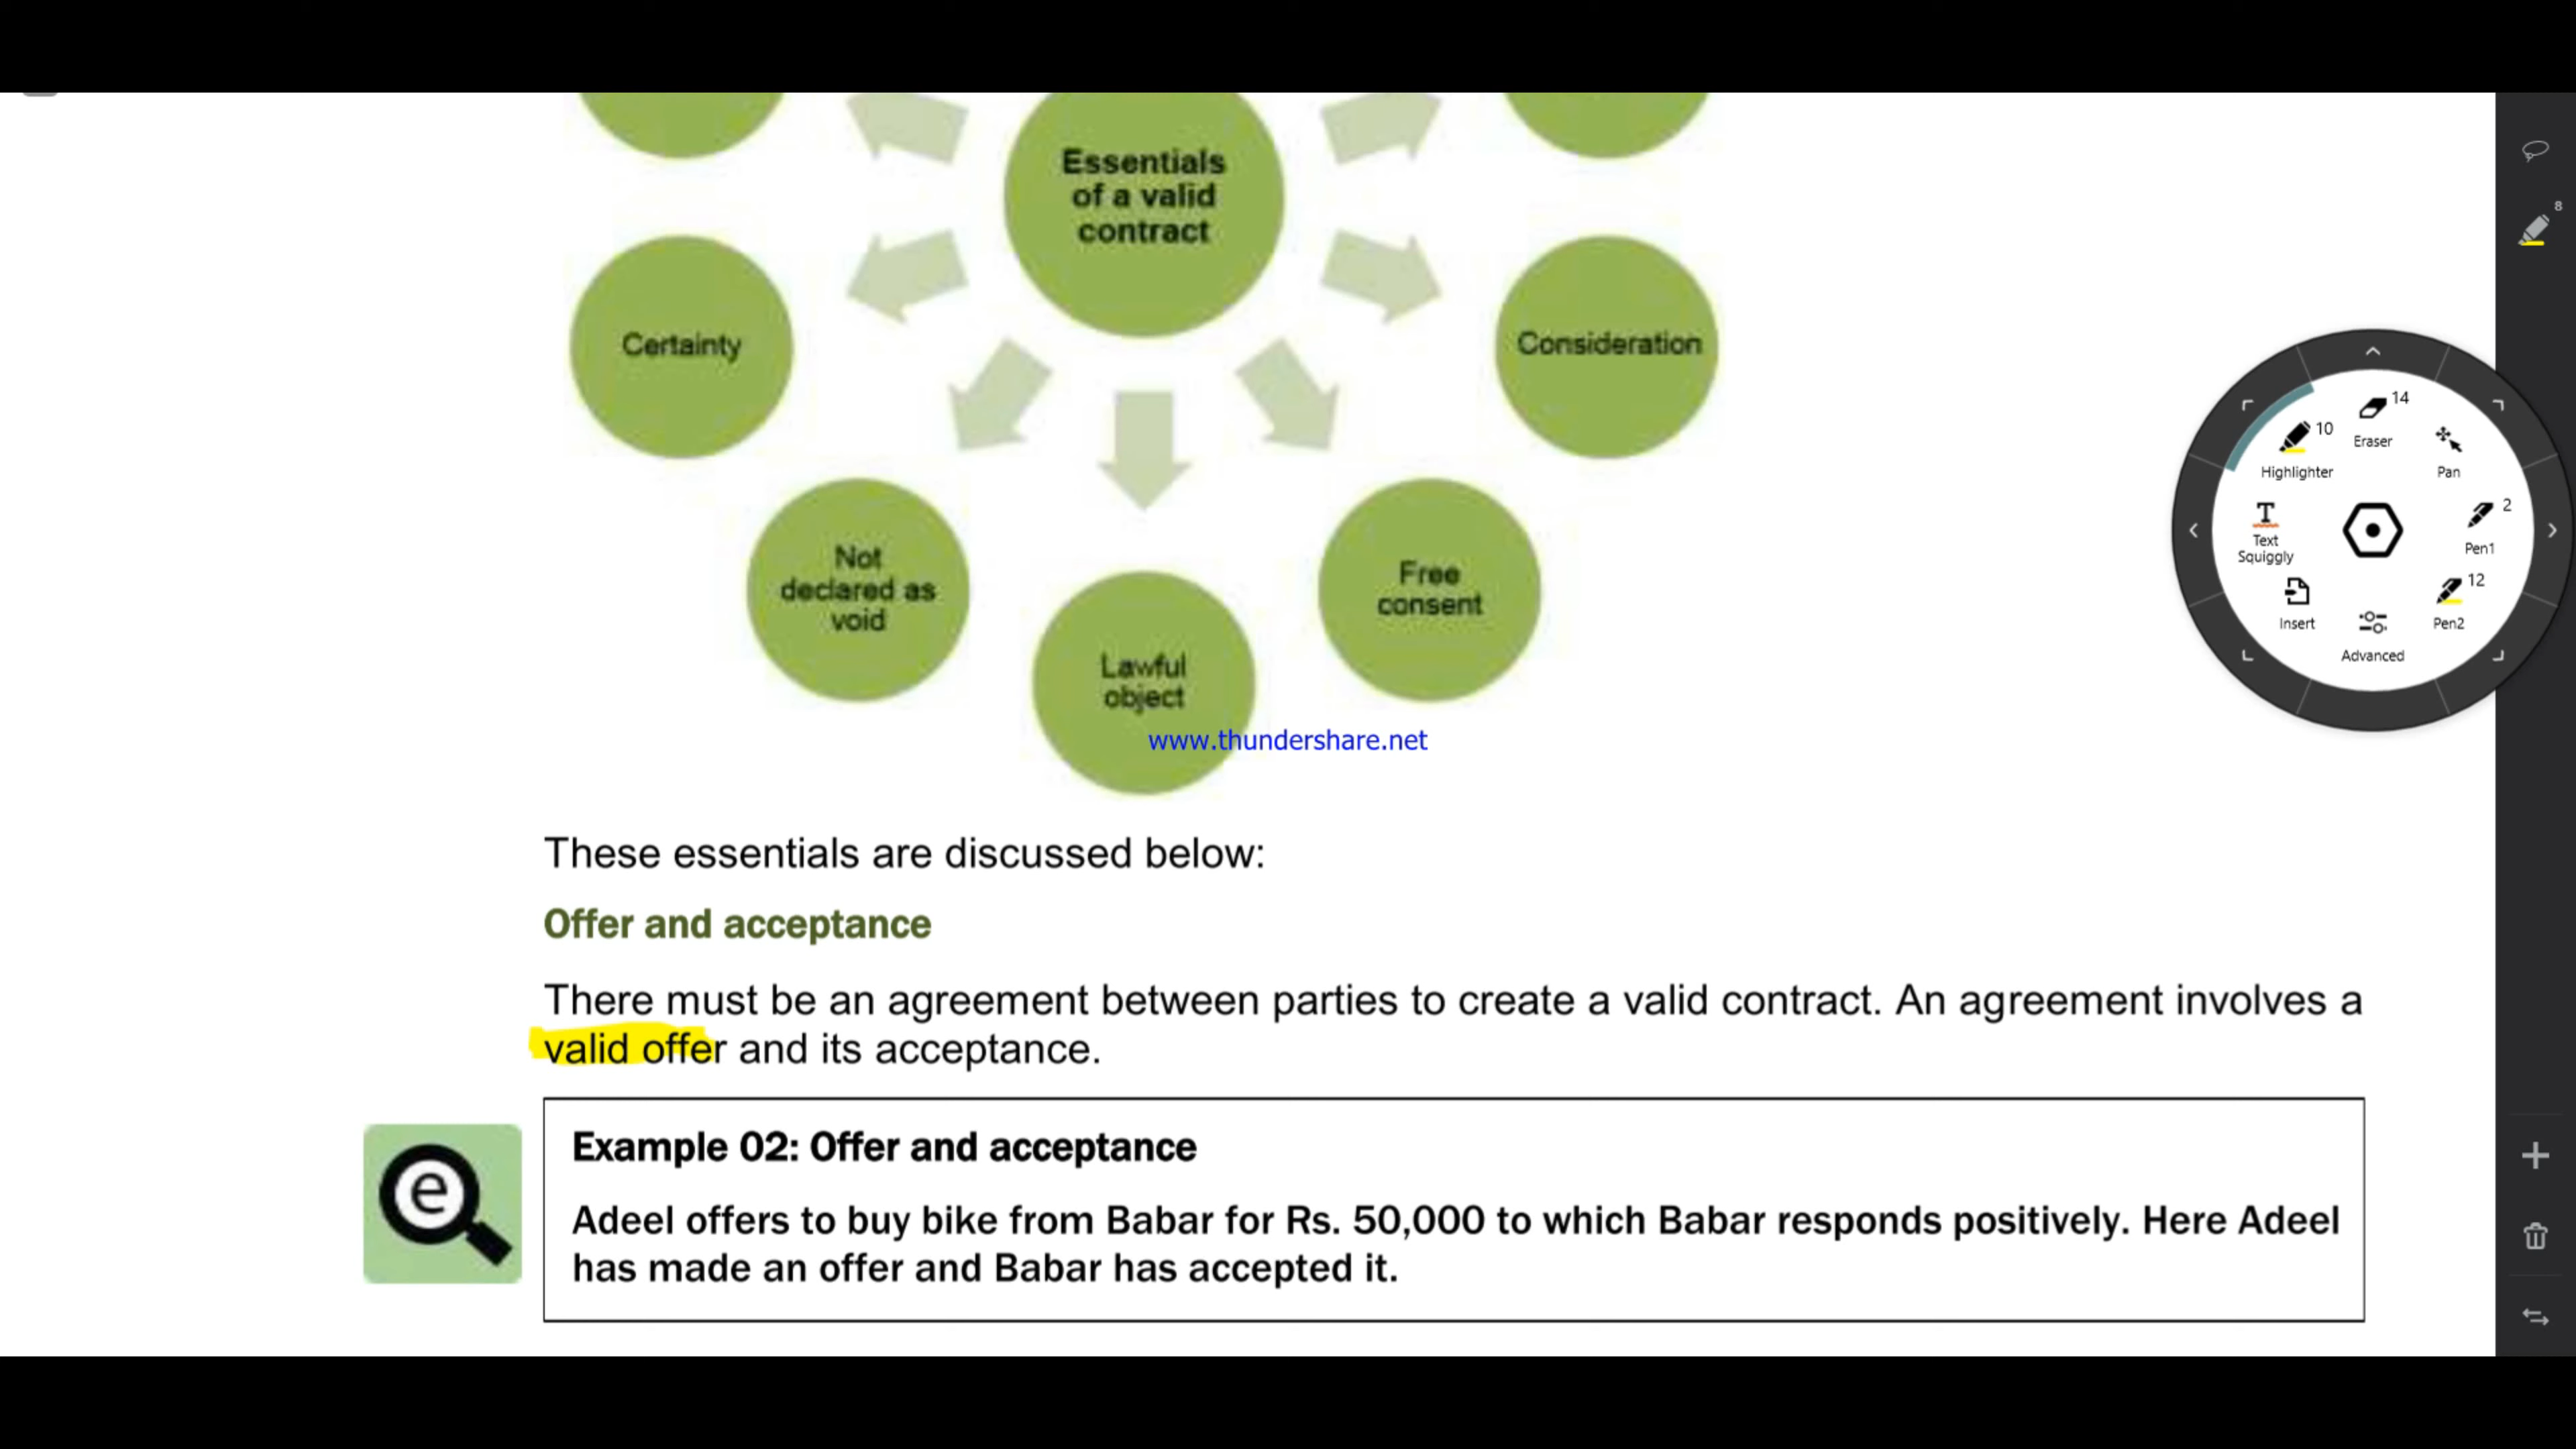 Essentials
of a valid
contract
Certainty
Consideration
Not
declared as
void
Free
consent
Lawful
object
www.thundershare.net
These essentials are discussed below:
Offer and acceptance
There must be an agreement between parties to create a valid contract. An agreement involves a
valid offer and its acceptance.
e
Example 02: Offer and acceptance
Adeel offers to buy bike from Babar for Rs. 50,000 to which Babar responds positively. Here Adeel
has made an offer and Babar has accepted it.
8
14
Eraser
10
Highlighter
Pan
T
Text
Squiggly
2
Pen1
Insert
12
Pen2
Advanced